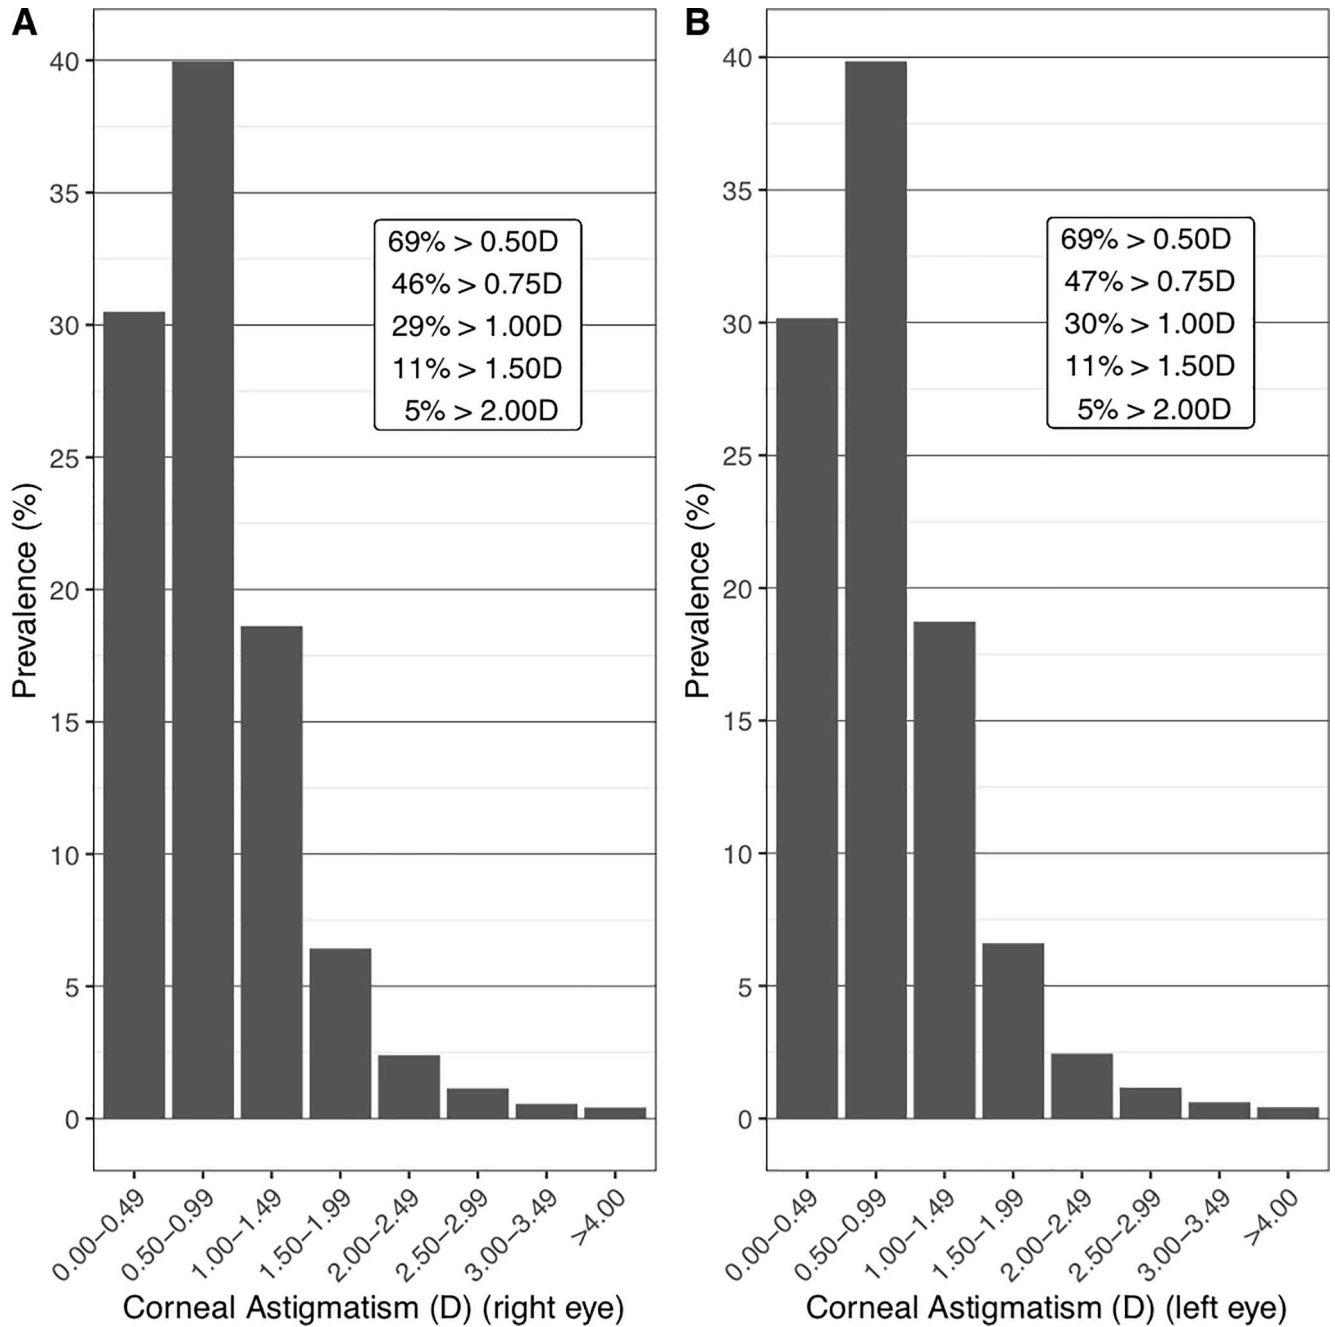 A
Prevalence (%)
40
35
30
25
20
15
10
5
0
69% > 0.50D
46% > 0.75D
29% > 1.00D
11% > 1.50D
5% > 2.00D
0.00–0.49
0.50–0.99
1.00–1.49
1.50–1.99
2.00–2.49
2.50–2.99
3.00–3.49
>4.00
Corneal Astigmatism (D) (right eye)
B
Prevalence (%)
40
35
30
25
20
15
10
5
0
69% > 0.50D
47% > 0.75D
30% > 1.00D
11% > 1.50D
5% > 2.00D
0.00–0.49
0.50–0.99
1.00–1.49
1.50–1.99
2.00–2.49
2.50–2.99
3.00–3.49
>4.00
Corneal Astigmatism (D) (left eye)